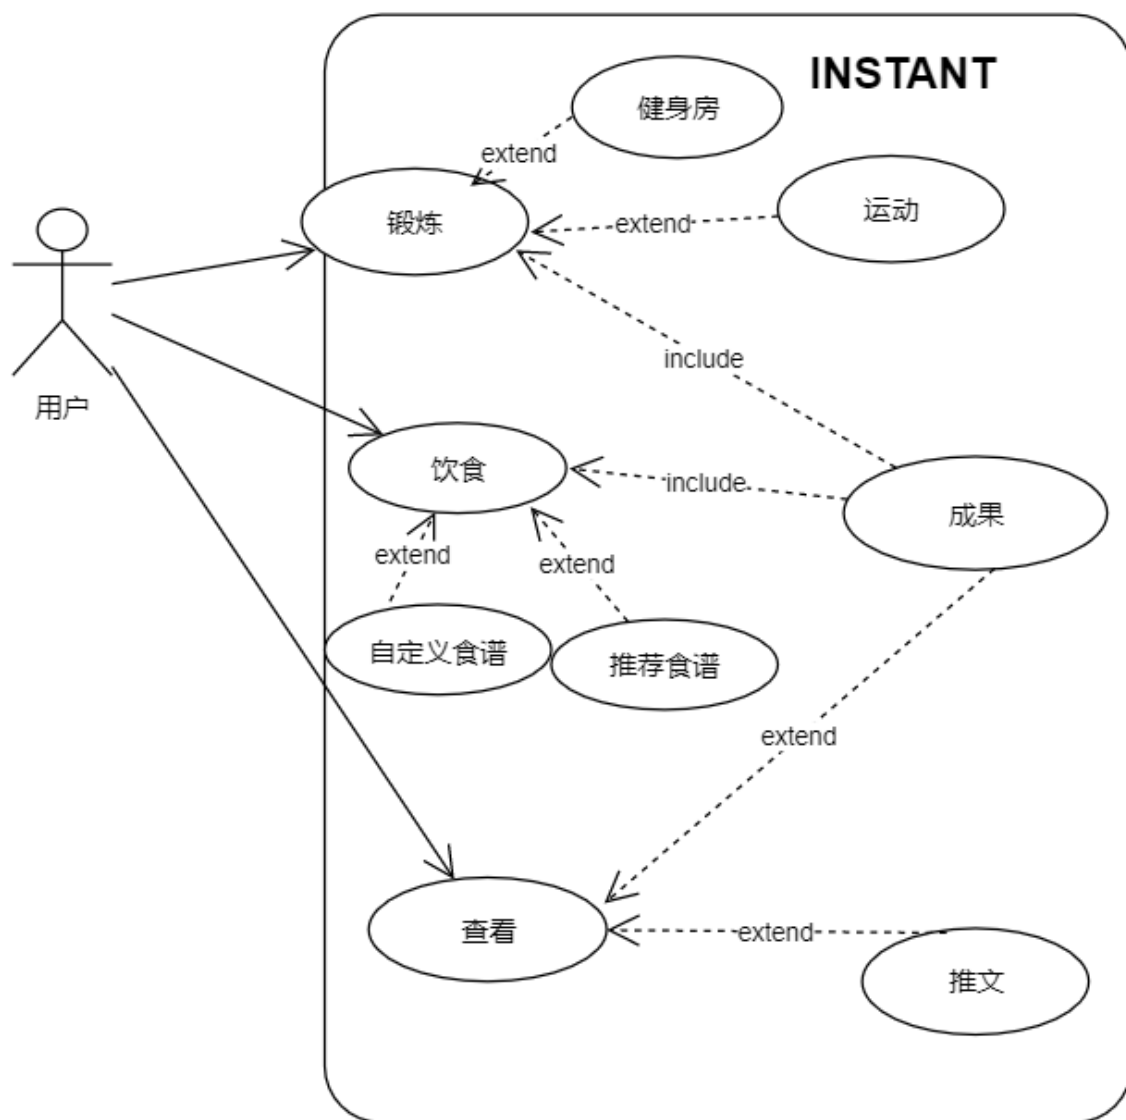 INSTANT
健身房
extend
锻炼
extend
运动
用户
include
饮食
include
成果
extend
extend
自定义食谱
推荐食谱
extend
查看
extend
推文